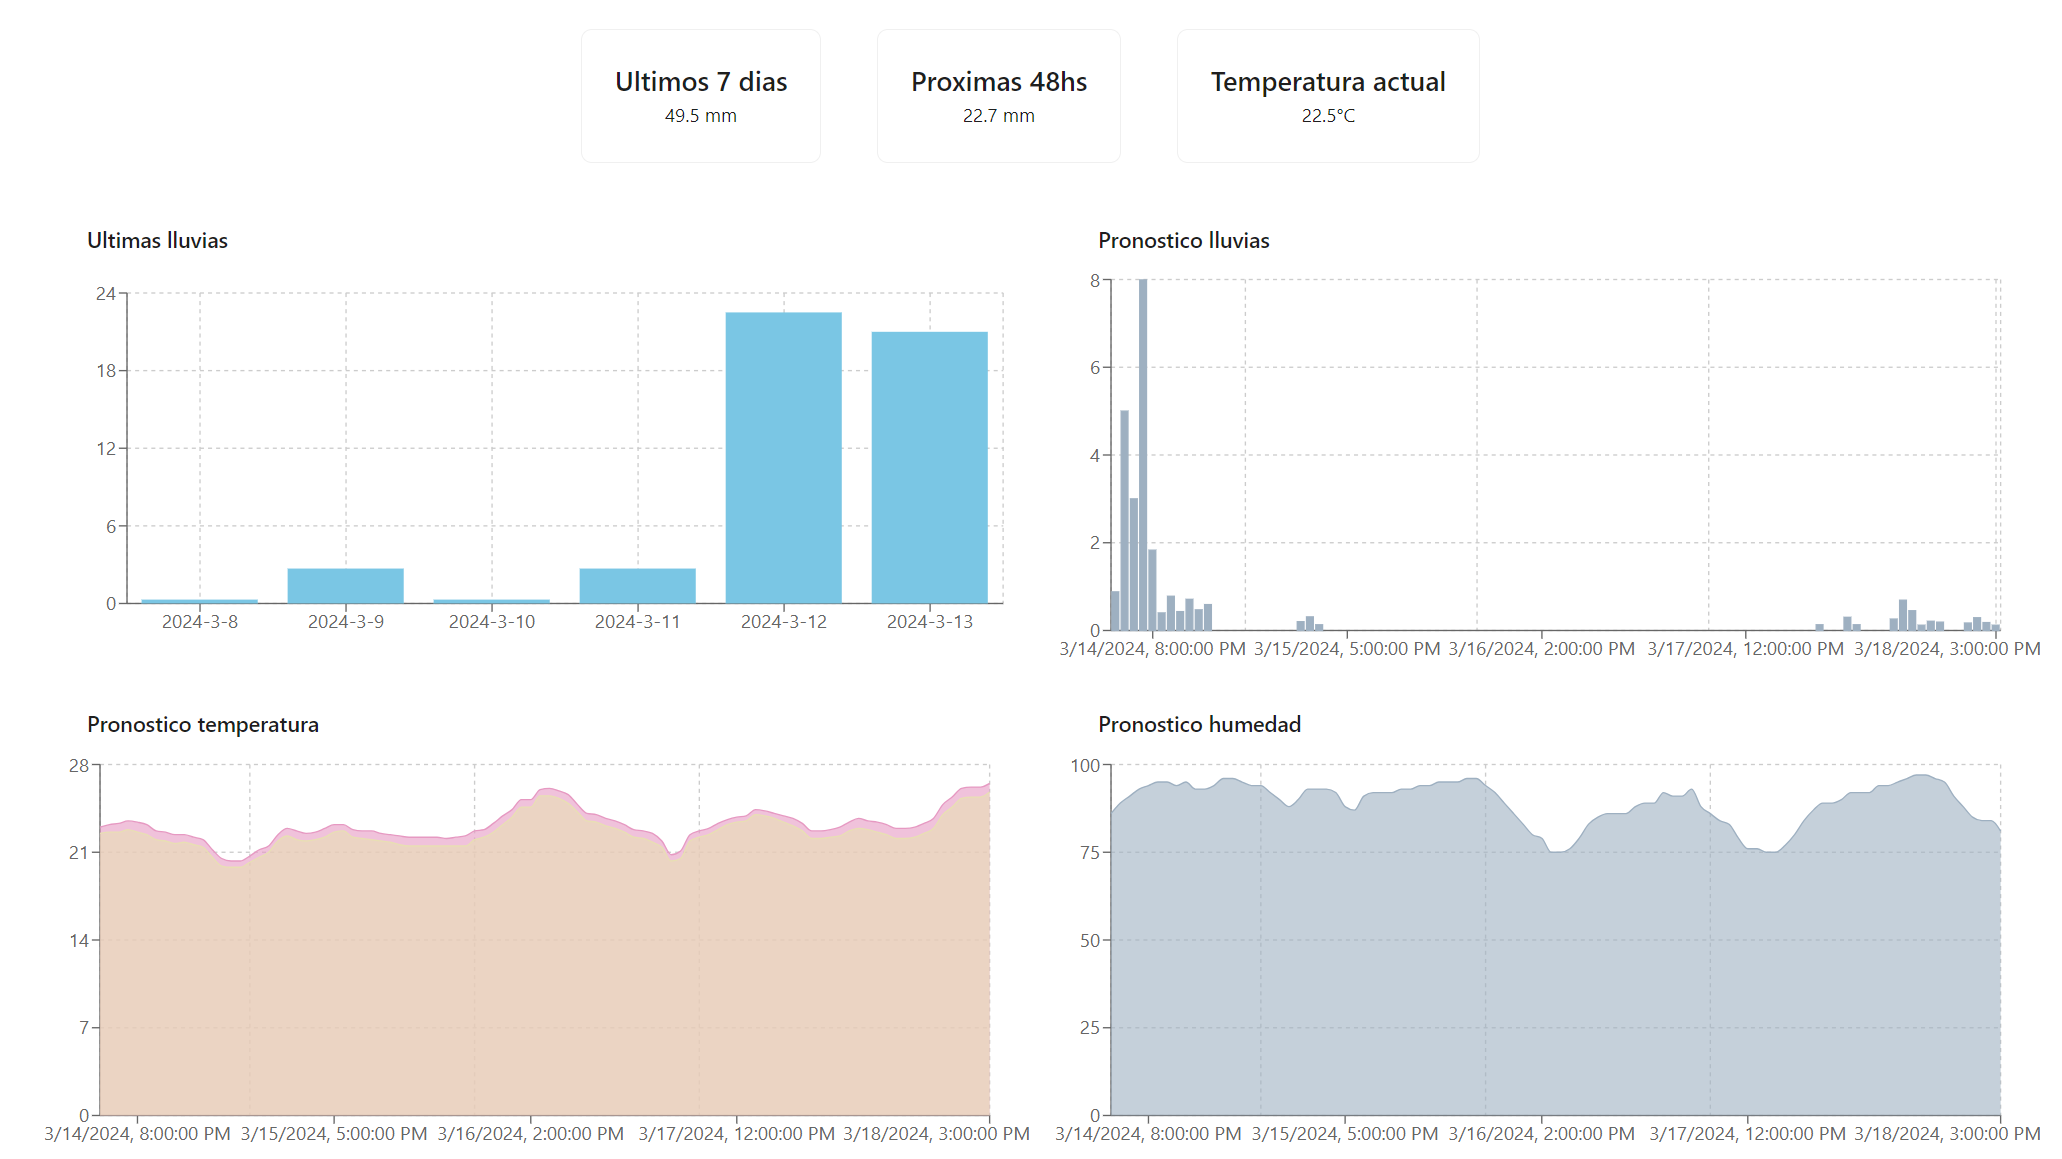 Ultimos 7 dias
49.5 mm
Proximas 48hs
22.7 mm
Temperatura actual
22.5°C
Ultimas lluvias
24
18
12
6
0
2024-3-8 2024-3-9 2024-3-10 2024-3-11 2024-3-12 2024-3-13
Pronostico lluvias
8
6
4
2
0
3/14/2024, 8:00:00 PM 3/15/2024, 5:00:00 PM 3/16/2024, 2:00:00 PM 3/17/2024, 12:00:00 PM 3/18/2024, 3:00:00 PM
Pronostico temperatura
28
21
14
7
0
3/14/2024, 8:00:00 PM 3/15/2024, 5:00:00 PM 3/16/2024, 2:00:00 PM 3/17/2024, 12:00:00 PM 3/18/2024, 3:00:00 PM
Pronostico humedad
100
75
50
25
0
3/14/2024, 8:00:00 PM 3/15/2024, 5:00:00 PM 3/16/2024, 2:00:00 PM 3/17/2024, 12:00:00 PM 3/18/2024, 3:00:00 PM